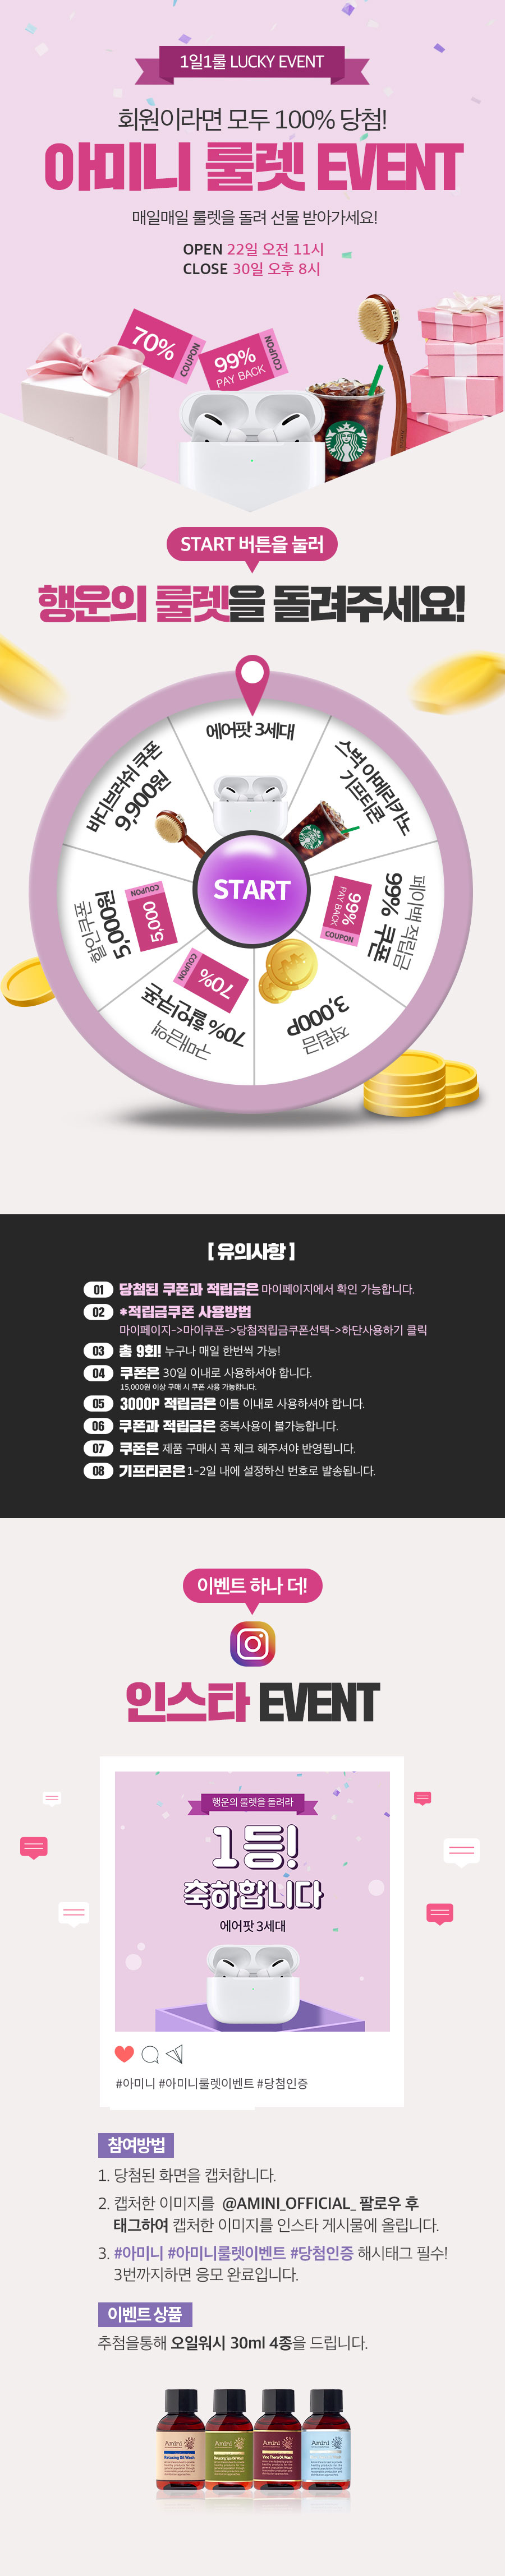 1일1룰 LUCKY EVENT
회원이라면 모두 100% 당첨!
아미니 룰렛 EVENT
매일매일 룰렛을 돌려 선물 받아가세요!
OPEN 22일 오전 11시
CLOSE 30일 오후 8시
70%
COUPON
99%
PAY BACK
COUPON
START 버튼을 눌러
행운의 룰렛을 돌려주세요!
에어팟 3세대
스벅 아메리카노
기프티콘
바디브러쉬 쿠폰
9,900원
START
페이백 적립금
99% 쿠폰
99%
PAY BACK
COUPON
할인쿠폰
5,000원
5,000
COUPON
70%
COUPON
구매금액
70% 할인쿠폰
적립금
3,000P
[ 유의사항 ]
01 당첨된 쿠폰과 적립금은 마이페이지에서 확인 가능합니다.
02 *적립금쿠폰 사용방법
마이페이지->마이쿠폰->당첨적립금쿠폰선택->하단사용하기 클릭
03 총 9회! 누구나 매일 한번씩 가능!
04 쿠폰은 30일 이내로 사용하셔야 합니다.
15,000원 이상 구매 시 쿠폰 사용 가능합니다.
05 3000P 적립금은 이틀 이내로 사용하셔야 합니다.
06 쿠폰과 적립금은 중복사용이 불가능합니다.
07 쿠폰은 제품 구매시 꼭 체크 해주셔야 반영됩니다.
08 기프티콘은 1-2일 내에 설정하신 번호로 발송됩니다.
이벤트 하나 더!
인스타 EVENT
행운의 룰렛을 돌려라
1등!
축하합니다
에어팟 3세대
#아미니 #아미니룰렛이벤트 #당첨인증
참여방법
1. 당첨된 화면을 캡처합니다.
2. 캡처한 이미지를 @AMINI_OFFICIAL_ 팔로우 후
태그하여 캡처한 이미지를 인스타 게시물에 올립니다.
3. #아미니 #아미니룰렛이벤트 #당첨인증 해시태그 필수!
3번까지하면 응모 완료입니다.
이벤트 상품
추첨을통해 오일워시 30ml 4종을 드립니다.
Amini
Relaxing Oil Wash
Amini
Relaxing Spa Oil Wash
Amini
Vine Thera Oil Wash
Amini